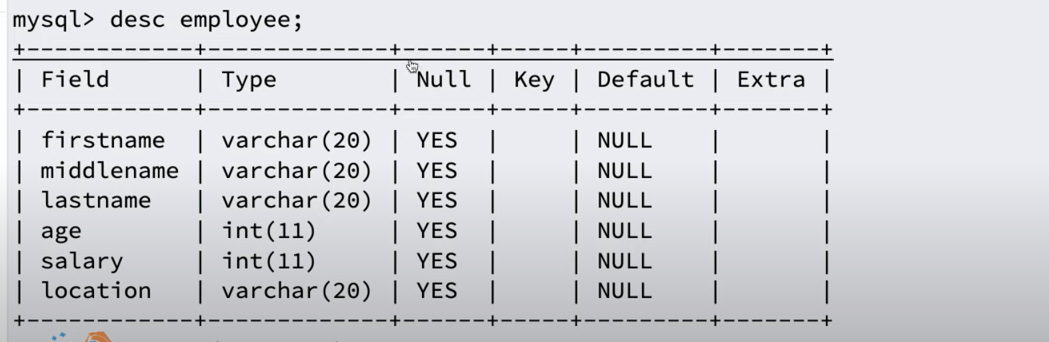 mysql> desc employee;
+------------+-------------+------+-----+---------+-------+
| Field      | Type        | Null | Key | Default | Extra |
+------------+-------------+------+-----+---------+-------+
| firstname  | varchar(20) | YES  |     | NULL    |       |
| middlename | varchar(20) | YES  |     | NULL    |       |
| lastname   | varchar(20) | YES  |     | NULL    |       |
| age        | int(11)     | YES  |     | NULL    |       |
| salary     | int(11)     | YES  |     | NULL    |       |
| location   | varchar(20) | YES  |     | NULL    |       |
+------------+-------------+------+-----+---------+-------+